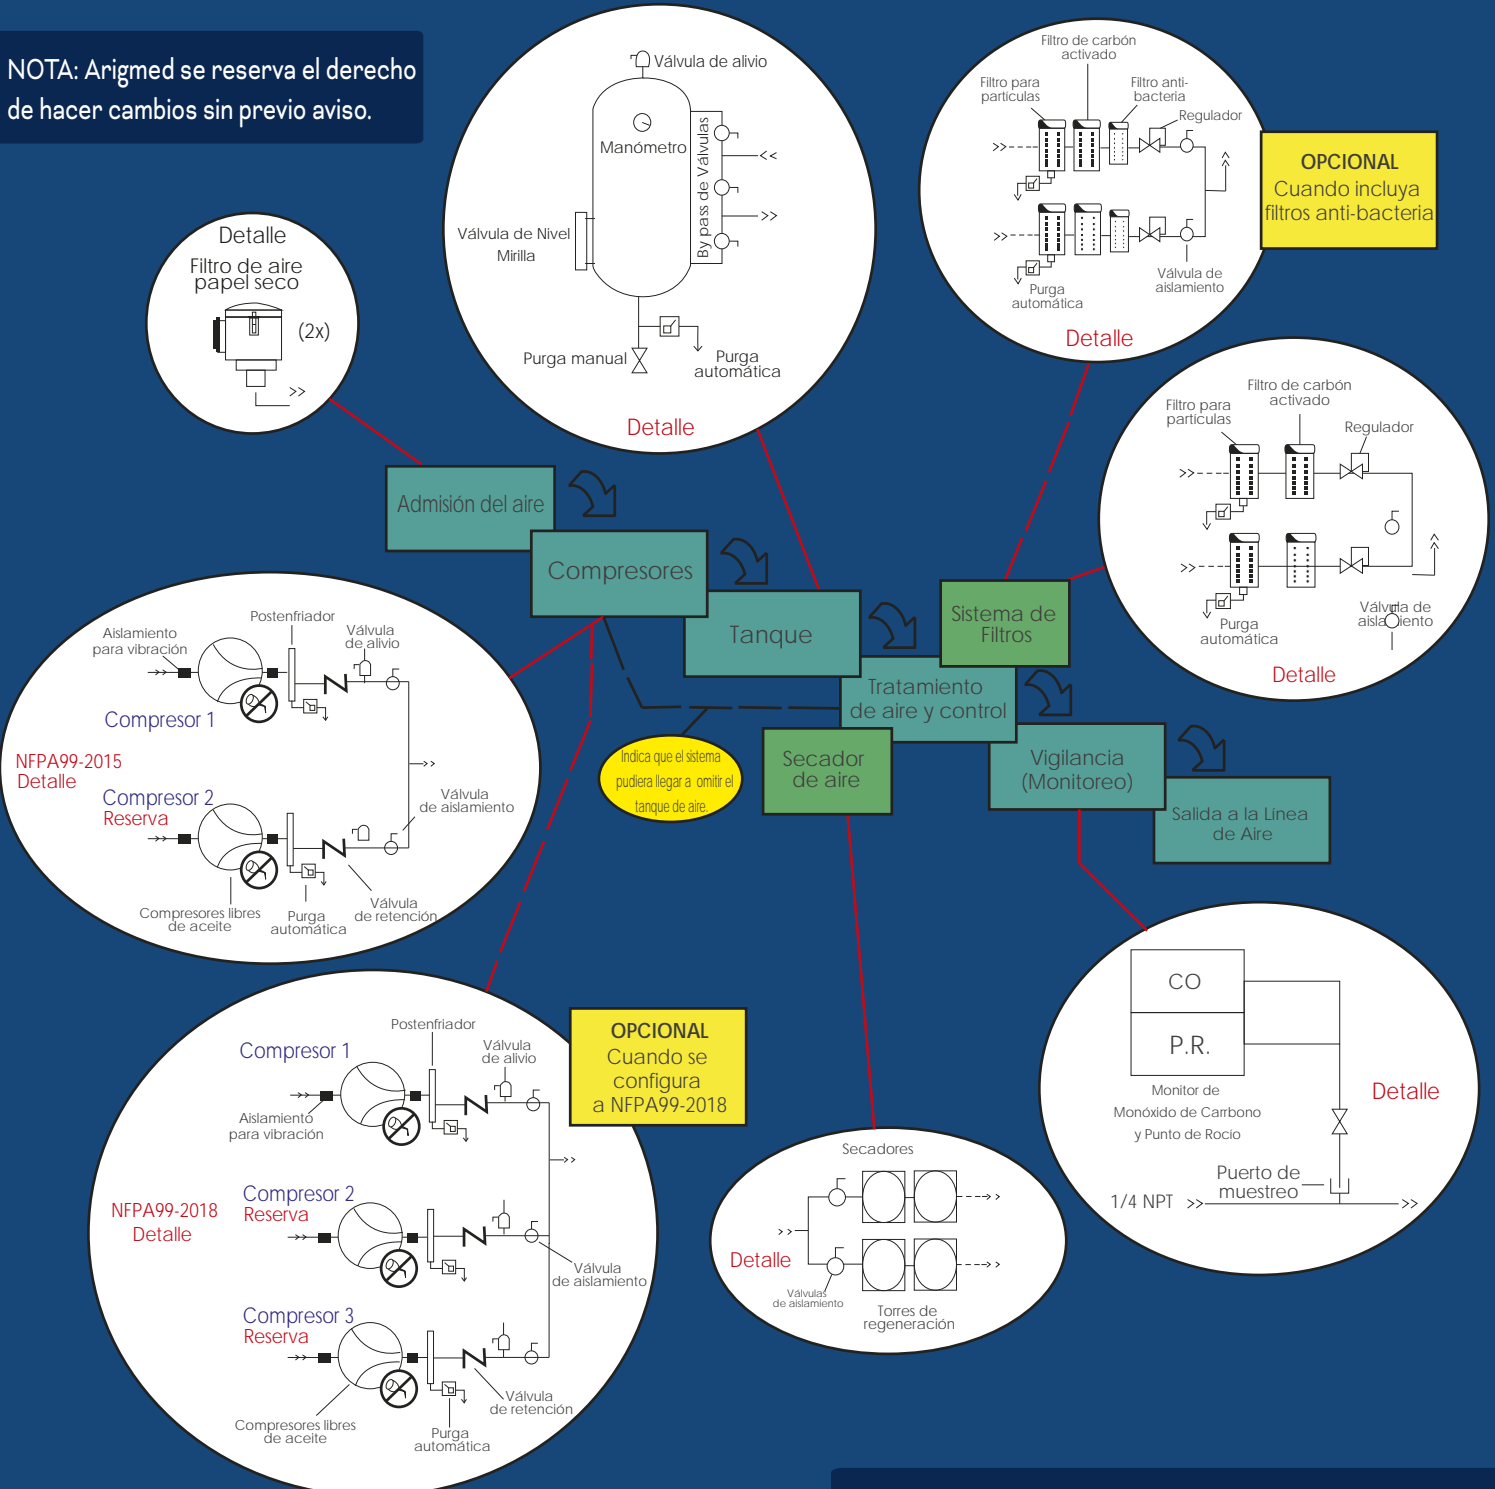 NOTA: Arigmed se reserva el derecho
de hacer cambios sin previo aviso.
Detalle
Filtro de aire
papel seco
(2x)
>>
Válvula de alivio
Manómetro
By pass de Válvulas
<<
>>
Válvula de Nivel
Mirilla
Purga manual
Purga
automática
Detalle
Filtro de carbón
activado
Filtro para
partículas
Filtro anti-
bacteria
Regulador
>>
>>
>>
Válvula de
aislamiento
Purga
automática
Detalle
OPCIONAL
Cuando incluya
filtros anti-bacteria
Filtro de carbón
activado
Filtro para
partículas
Regulador
>>
>>
>>
Válvula de
aislamiento
Purga
automática
Detalle
Admisión del aire
Compresores
Tanque
Sistema de
Filtros
Tratamiento
de aire y control
Secador
de aire
Vigilancia
(Monitoreo)
Salida a la Línea
de Aire
Indica que el sistema
pudiera llegar a omitir el
tanque de aire.
Postenfriador
Aislamiento
para vibración
Válvula
de alivio
>>
Compresor 1
NFPA99-2015
Detalle
>>
Compresor 2
Reserva
Válvula
de aislamiento
>>
Compresores libres
de aceite
Purga
automática
Válvula
de retención
Postenfriador
Compresor 1
Válvula
de alivio
>>
Aislamiento
para vibración
>>
OPCIONAL
Cuando se
configura
a NFPA99-2018
NFPA99-2018
Detalle
Compresor 2
Reserva
>>
Válvula
de aislamiento
Compresor 3
Reserva
>>
Válvula
de retención
Compresores libres
de aceite
Purga
automática
Secadores
>>
>>
Detalle
>>
Válvulas
de aislamiento
Torres de
regeneración
CO
P.R.
Monitor de
Monóxido de Carrbono
y Punto de Rocío
Detalle
Puerto de
muestreo
1/4 NPT >> >>